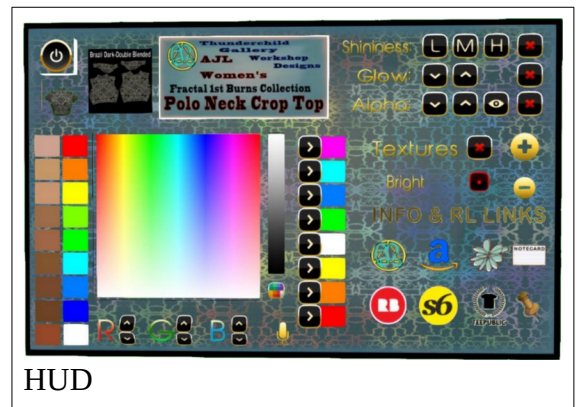 Brazil Dark-Double Blended
Thunderchild
Gallery
AJL Workshop
Designs
Women's
Fractal 1st Burns Collection
Polo Neck Crop Top
Shininess: L M H
Glow:
Alpha:
Textures
Bright
INFO & RL LINKS
a
NOTECARD
RB
s6
TEEPUBLIC
R G B
HUD